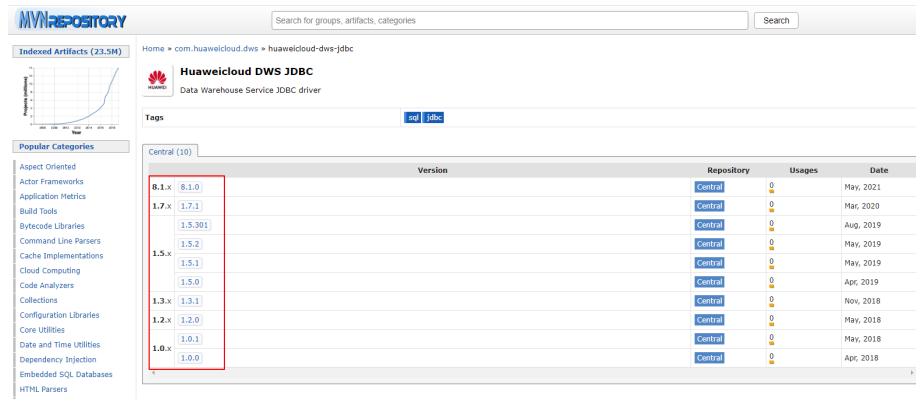 MVNREPOSITORY
Search for groups, artifacts, categories
Search
Indexed Artifacts (23.5M)
Projects (millions)
Year
Popular Categories
Aspect Oriented
Actor Frameworks
Application Metrics
Build Tools
Bytecode Libraries
Command Line Parsers
Cache Implementations
Cloud Computing
Code Analyzers
Collections
Configuration Libraries
Core Utilities
Date and Time Utilities
Dependency Injection
Embedded SQL Databases
HTML Parsers
Home » com.huaweicloud.dws » huaweicloud-dws-jdbc
HUAWEI
Huaweicloud DWS JDBC
Data Warehouse Service JDBC driver
Tags sql jdbc
Central (10)
Version Repository Usages Date
8.1.x 8.1.0 Central 0 May, 2021
1.7.x 1.7.1 Central 0 Mar, 2020
1.5.x 1.5.301 Central 0 Aug, 2019
1.5.2 Central 0 May, 2019
1.5.1 Central 0 May, 2019
1.5.0 Central 0 Apr, 2019
1.3.x 1.3.1 Central 0 Nov, 2018
1.2.x 1.2.0 Central 0 May, 2018
1.0.x 1.0.1 Central 0 May, 2018
1.0.0 Central 0 Apr, 2018